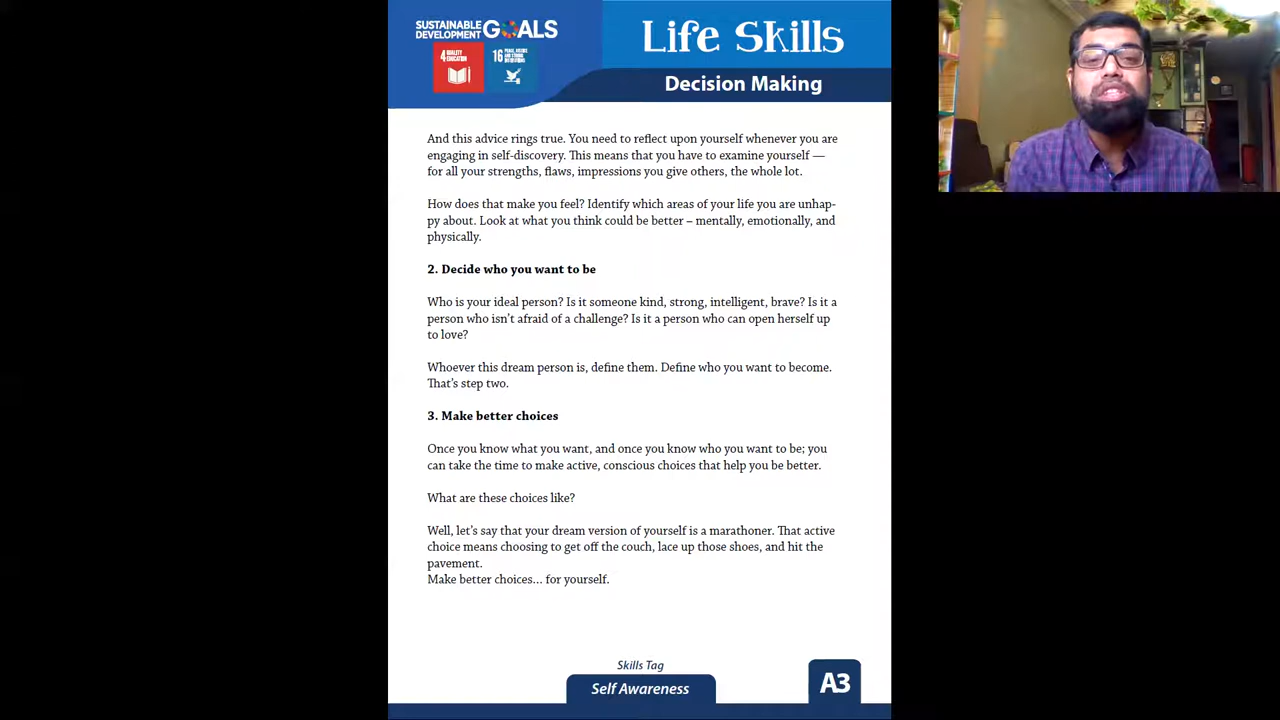 SUSTAINABLE
DEVELOPMENT GOALS
4 QUALITY
EDUCATION
16 PEACE, JUSTICE
AND STRONG
INSTITUTIONS
Life Skills
Decision Making
And this advice rings true. You need to reflect upon yourself whenever you are
engaging in self-discovery. This means that you have to examine yourself —
for all your strengths, flaws, impressions you give others, the whole lot.
How does that make you feel? Identify which areas of your life you are unhap-
py about. Look at what you think could be better – mentally, emotionally, and
physically.
2. Decide who you want to be
Who is your ideal person? Is it someone kind, strong, intelligent, brave? Is it a
person who isn’t afraid of a challenge? Is it a person who can open herself up
to love?
Whoever this dream person is, define them. Define who you want to become.
That’s step two.
3. Make better choices
Once you know what you want, and once you know who you want to be; you
can take the time to make active, conscious choices that help you be better.
What are these choices like?
Well, let’s say that your dream version of yourself is a marathoner. That active
choice means choosing to get off the couch, lace up those shoes, and hit the
pavement.
Make better choices… for yourself.
Skills Tag
Self Awareness
A3